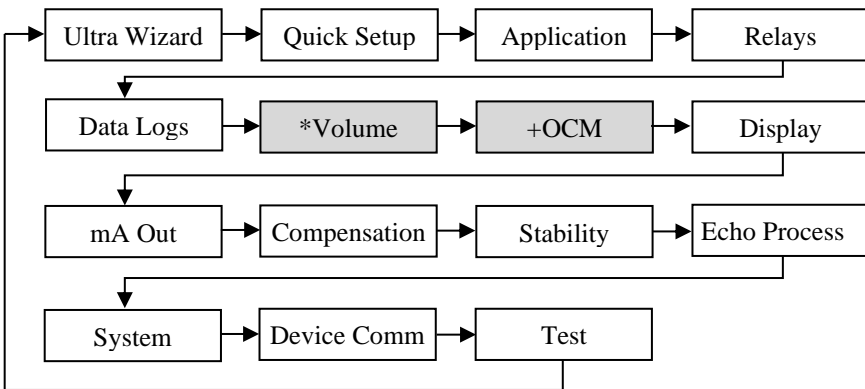 Ultra Wizard
Quick Setup
Application
Relays
Data Logs
*Volume
+OCM
Display
mA Out
Compensation
Stability
Echo Process
System
Device Comm
Test